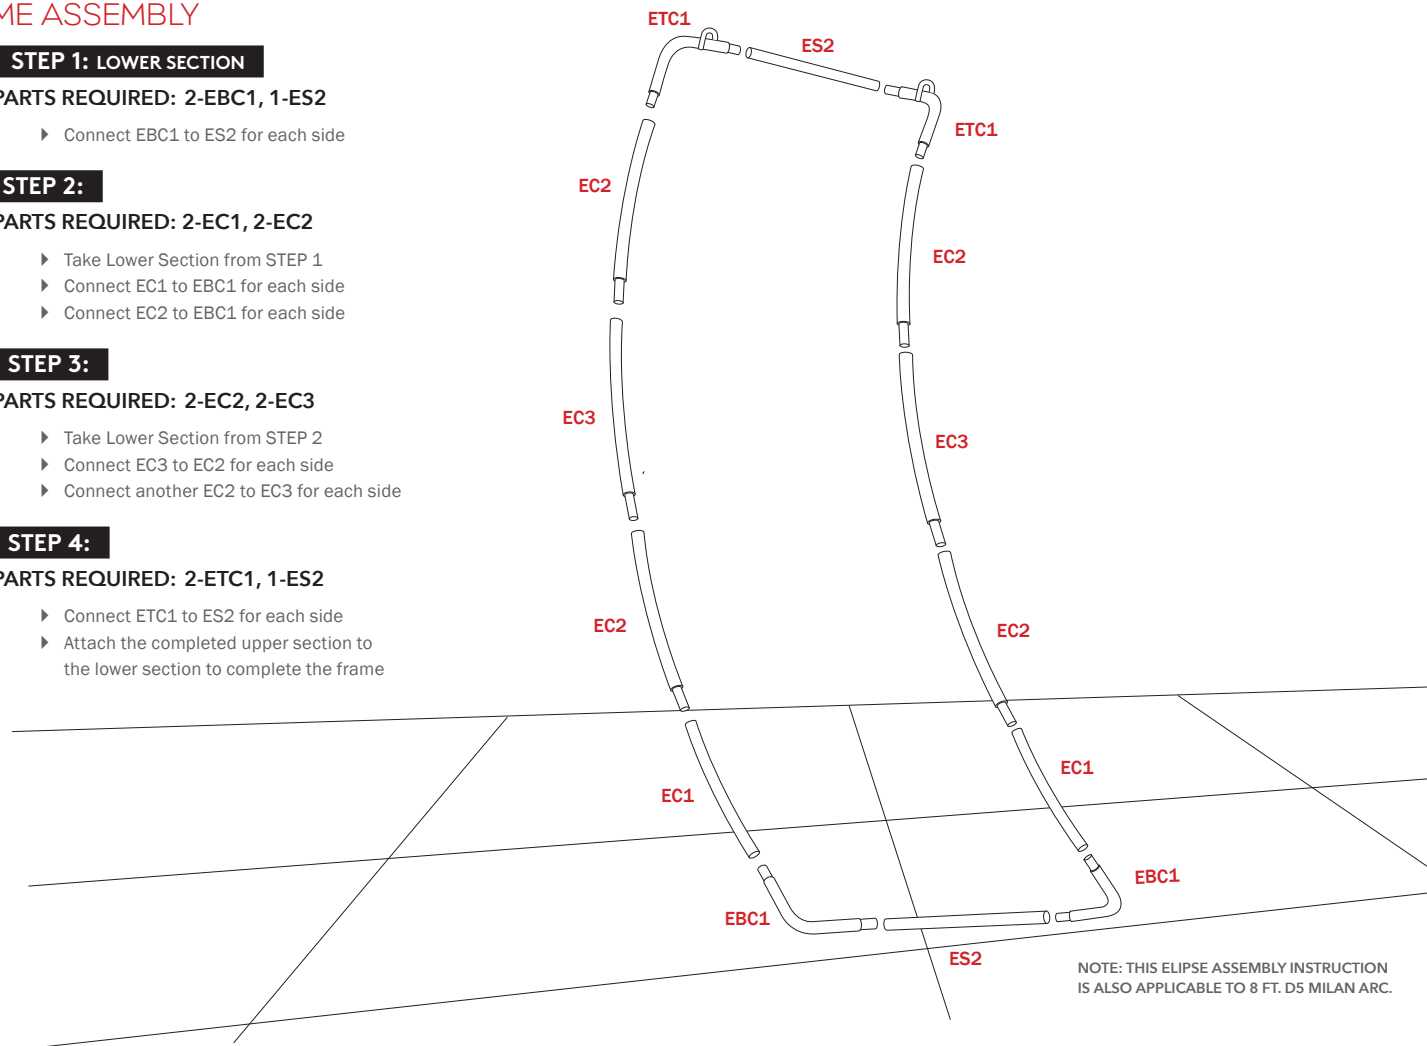 ME ASSEMBLY
STEP 1: LOWER SECTION
PARTS REQUIRED: 2-EBC1, 1-ES2
Connect EBC1 to ES2 for each side
STEP 2:
PARTS REQUIRED: 2-EC1, 2-EC2
Take Lower Section from STEP 1
Connect EC1 to EBC1 for each side
Connect EC2 to EBC1 for each side
STEP 3:
PARTS REQUIRED: 2-EC2, 2-EC3
Take Lower Section from STEP 2
Connect EC3 to EC2 for each side
Connect another EC2 to EC3 for each side
STEP 4:
PARTS REQUIRED: 2-ETC1, 1-ES2
Connect ETC1 to ES2 for each side
Attach the completed upper section to
the lower section to complete the frame
ETC1
ES2
ETC1
EC2
EC2
EC3
EC3
EC2
EC2
EC1
EC1
EBC1
EBC1
ES2
NOTE: THIS ELIPSE ASSEMBLY INSTRUCTION
IS ALSO APPLICABLE TO 8 FT. D5 MILAN ARC.